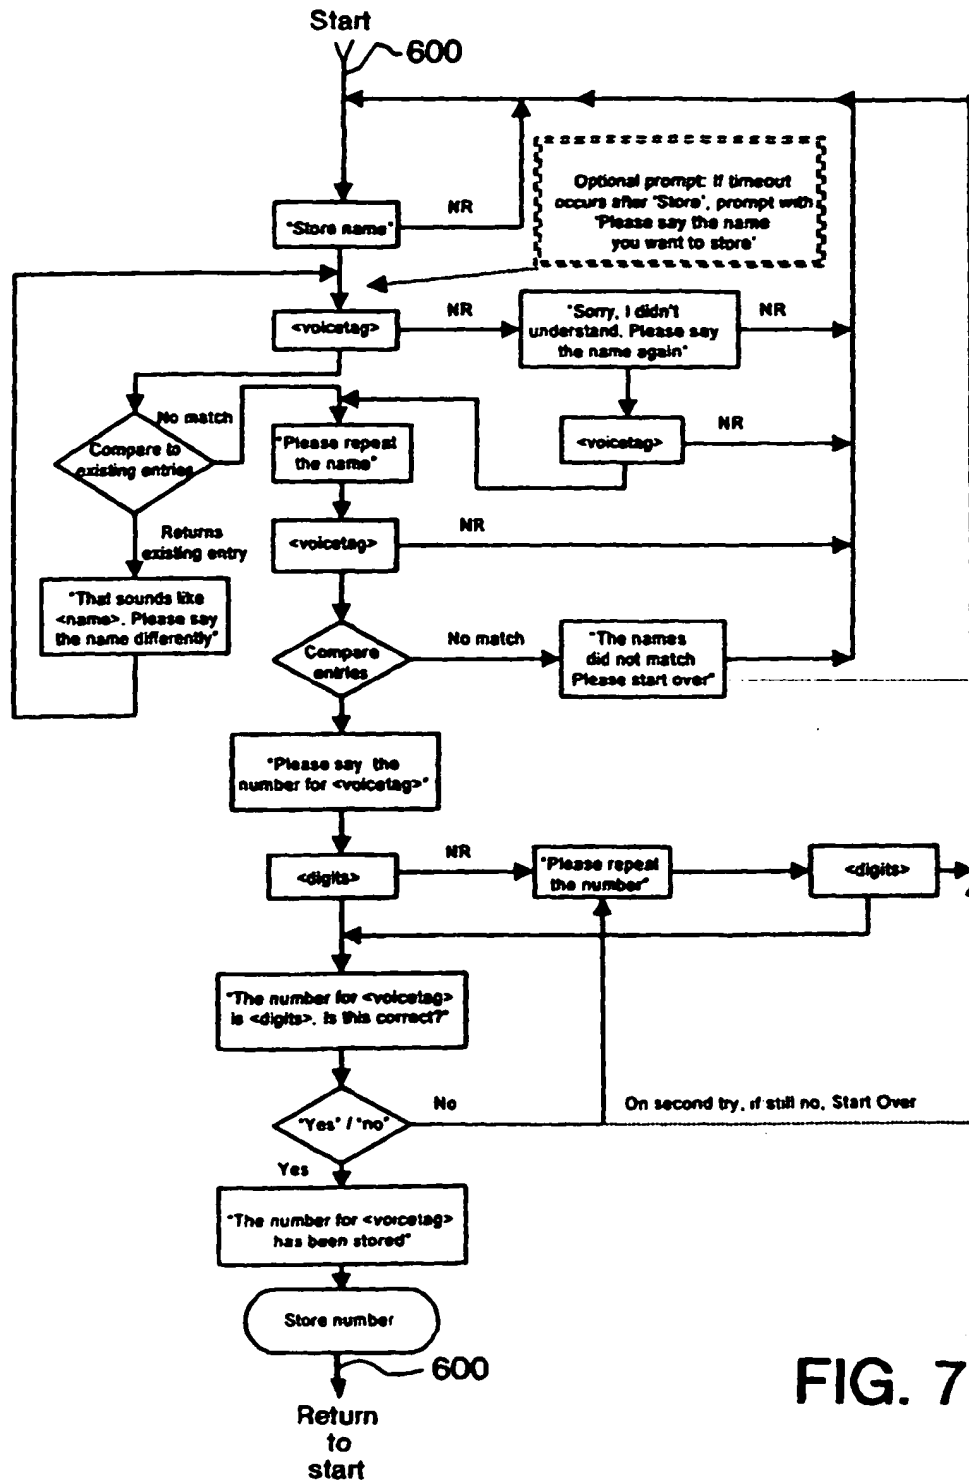 Start
600
"Store name"
NR
Optional prompt: If timeout
occurs after 'Store', prompt with
'Please say the name
you want to store'
<voicetag>
NR
"Sorry, I didn't
understand. Please say
the name again"
NR
No match
Compare to
existing entries
"Please repeat
the name"
<voicetag>
NR
Returns
existing entry
<voicetag>
NR
"That sounds like
<name>. Please say
the name differently"
Compare
entries
No match
"The names
did not match
Please start over"
"Please say the
number for <voicetag>"
<digits>
NR
"Please repeat
the number"
<digits>
"The number for <voicetag>
is <digits>. Is this correct?"
"Yes" / "no"
No
On second try, if still no, Start Over
Yes
"The number for <vorcetag>
has been stored"
Store number
600
Return
to
start
FIG. 7